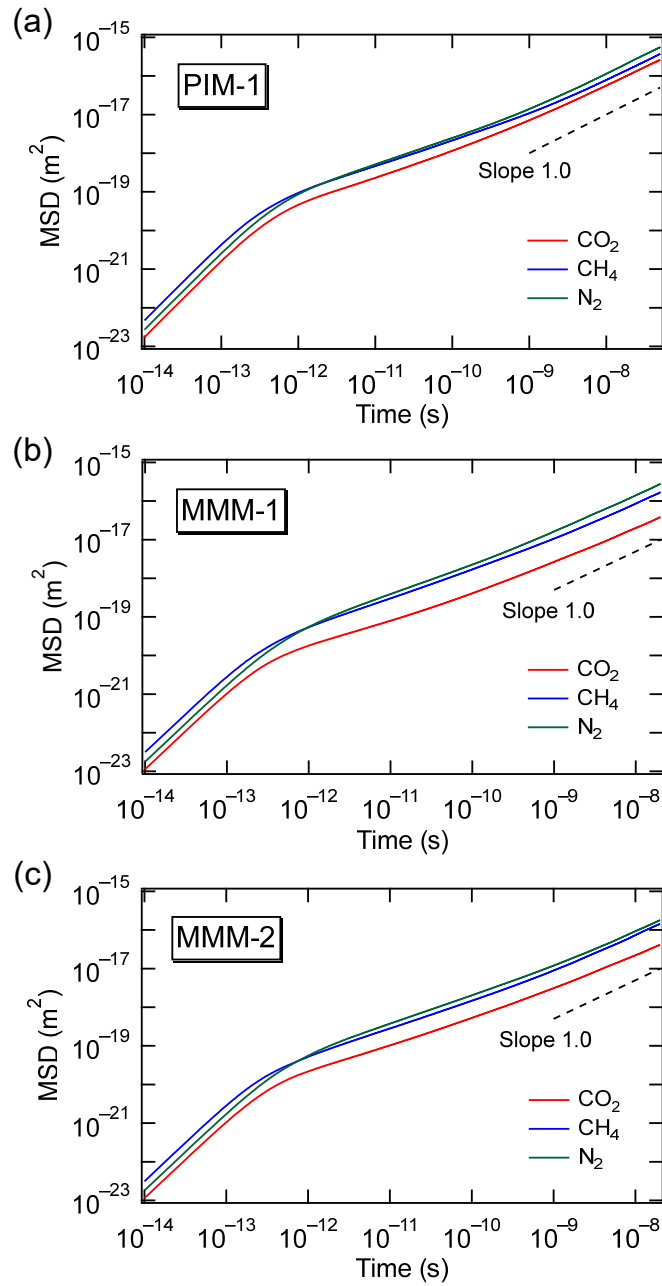 (a)
PIM-1
MSD (m²)
10⁻¹⁵
10⁻¹⁷
10⁻¹⁹
10⁻²¹
10⁻²³
Slope 1.0
CO₂
CH₄
N₂
10⁻¹⁴ 10⁻¹³ 10⁻¹² 10⁻¹¹ 10⁻¹⁰ 10⁻⁹ 10⁻⁸
Time (s)
(b)
MMM-1
MSD (m²)
10⁻¹⁵
10⁻¹⁷
10⁻¹⁹
10⁻²¹
10⁻²³
Slope 1.0
CO₂
CH₄
N₂
10⁻¹⁴ 10⁻¹³ 10⁻¹² 10⁻¹¹ 10⁻¹⁰ 10⁻⁹ 10⁻⁸
Time (s)
(c)
MMM-2
MSD (m²)
10⁻¹⁵
10⁻¹⁷
10⁻¹⁹
10⁻²¹
10⁻²³
Slope 1.0
CO₂
CH₄
N₂
10⁻¹⁴ 10⁻¹³ 10⁻¹² 10⁻¹¹ 10⁻¹⁰ 10⁻⁹ 10⁻⁸
Time (s)